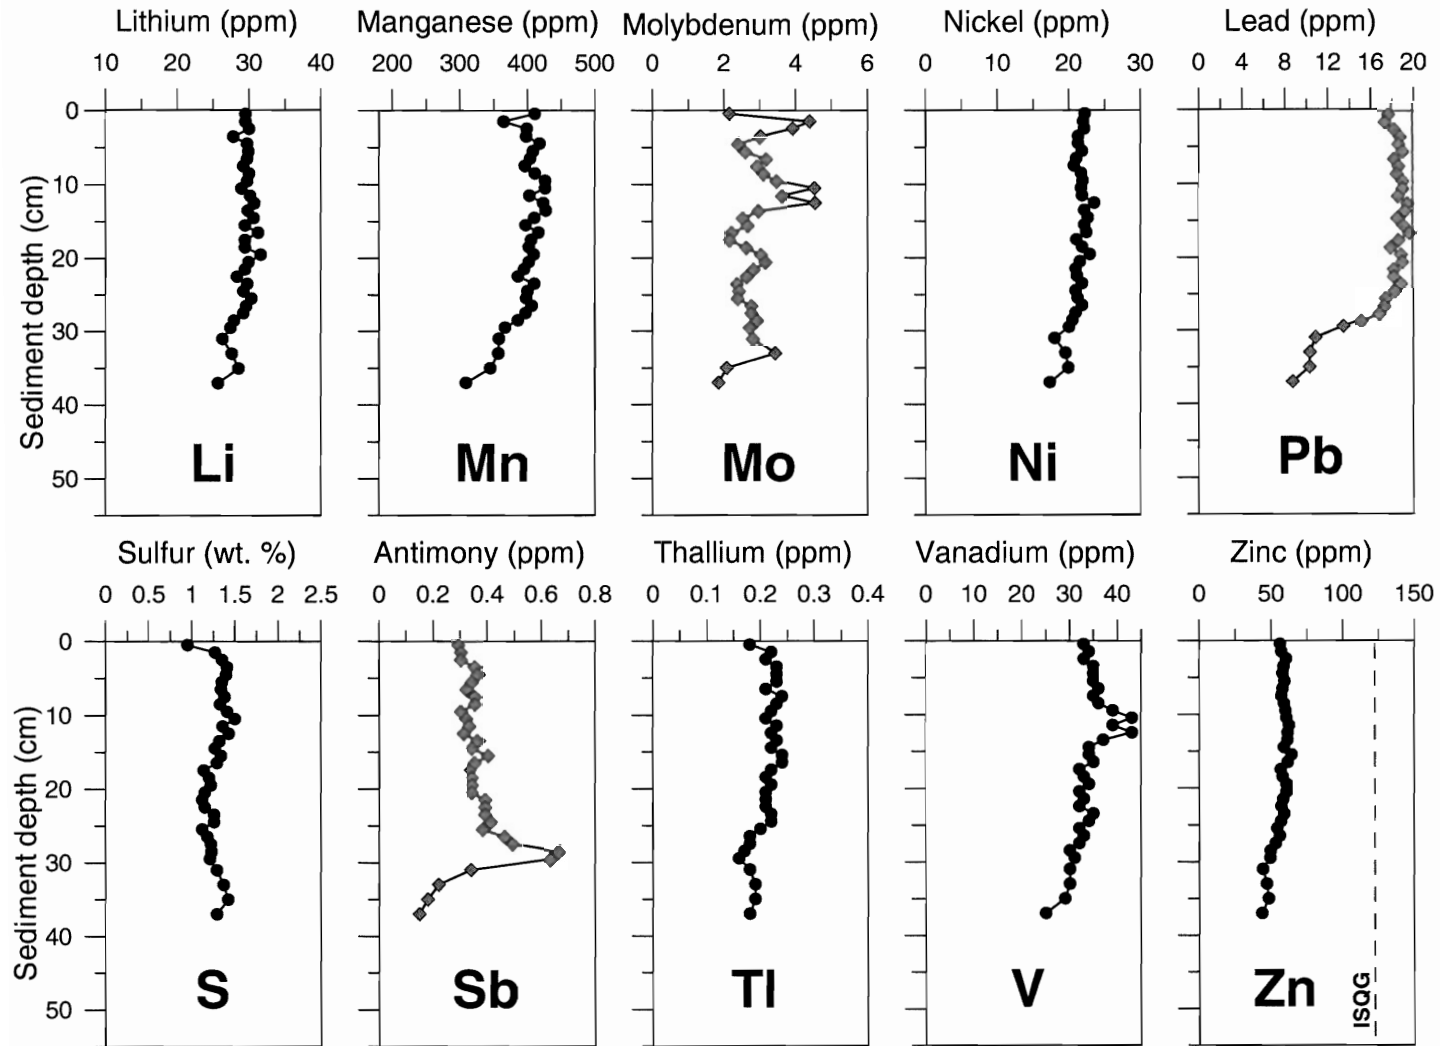 Lithium (ppm) Manganese (ppm) Molybdenum (ppm) Nickel (ppm) Lead (ppm)
10 20 30 40 200 300 400 500 0 2 4 6 0 10 20 30 0 4 8 12 16 20
0
10
20
30
40
50
Sediment depth (cm)
Li Mn Mo Ni Pb
Sulfur (wt. %) Antimony (ppm) Thallium (ppm) Vanadium (ppm) Zinc (ppm)
0 0.5 1 1.5 2 2.5 0 0.2 0.4 0.6 0.8 0 0.1 0.2 0.3 0.4 0 10 20 30 40 0 50 100 150
0
10
20
30
40
50
Sediment depth (cm)
S Sb Tl V Zn
ISQG